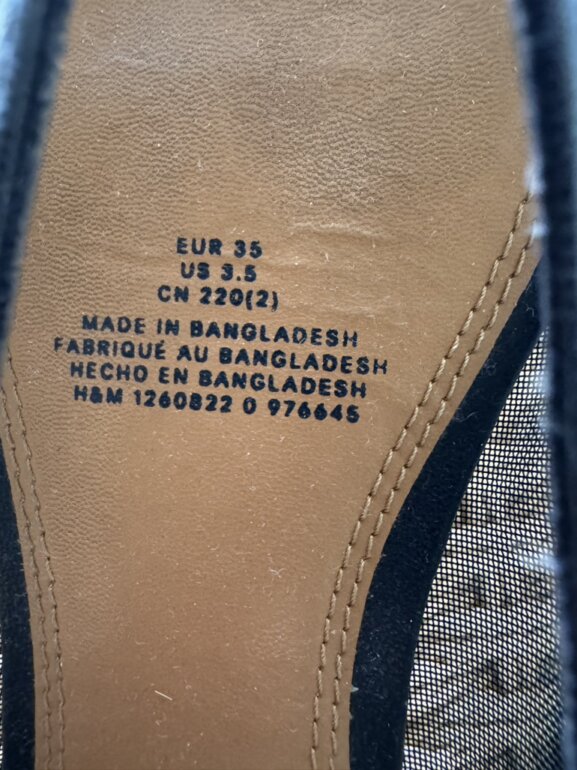 EUR 35
US 3.5
CN 220(2)
MADE IN BANGLADESH
FABRIQUÉ AU BANGLADESH
HECHO EN BANGLADESH
H&M 1260822 0 976645